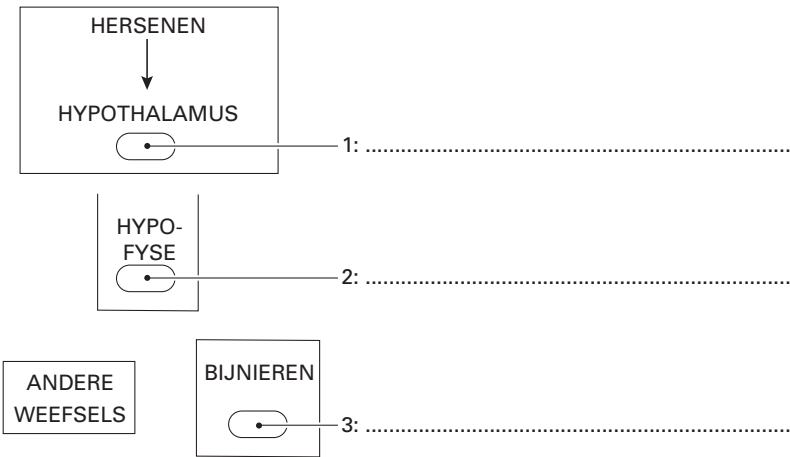 HERSENEN
HYPOTHALAMUS
1: ..........................................................................
HYPO-
FYSE
2: ..........................................................................
ANDERE
WEEFSELS
BIJNIEREN
3: ..........................................................................